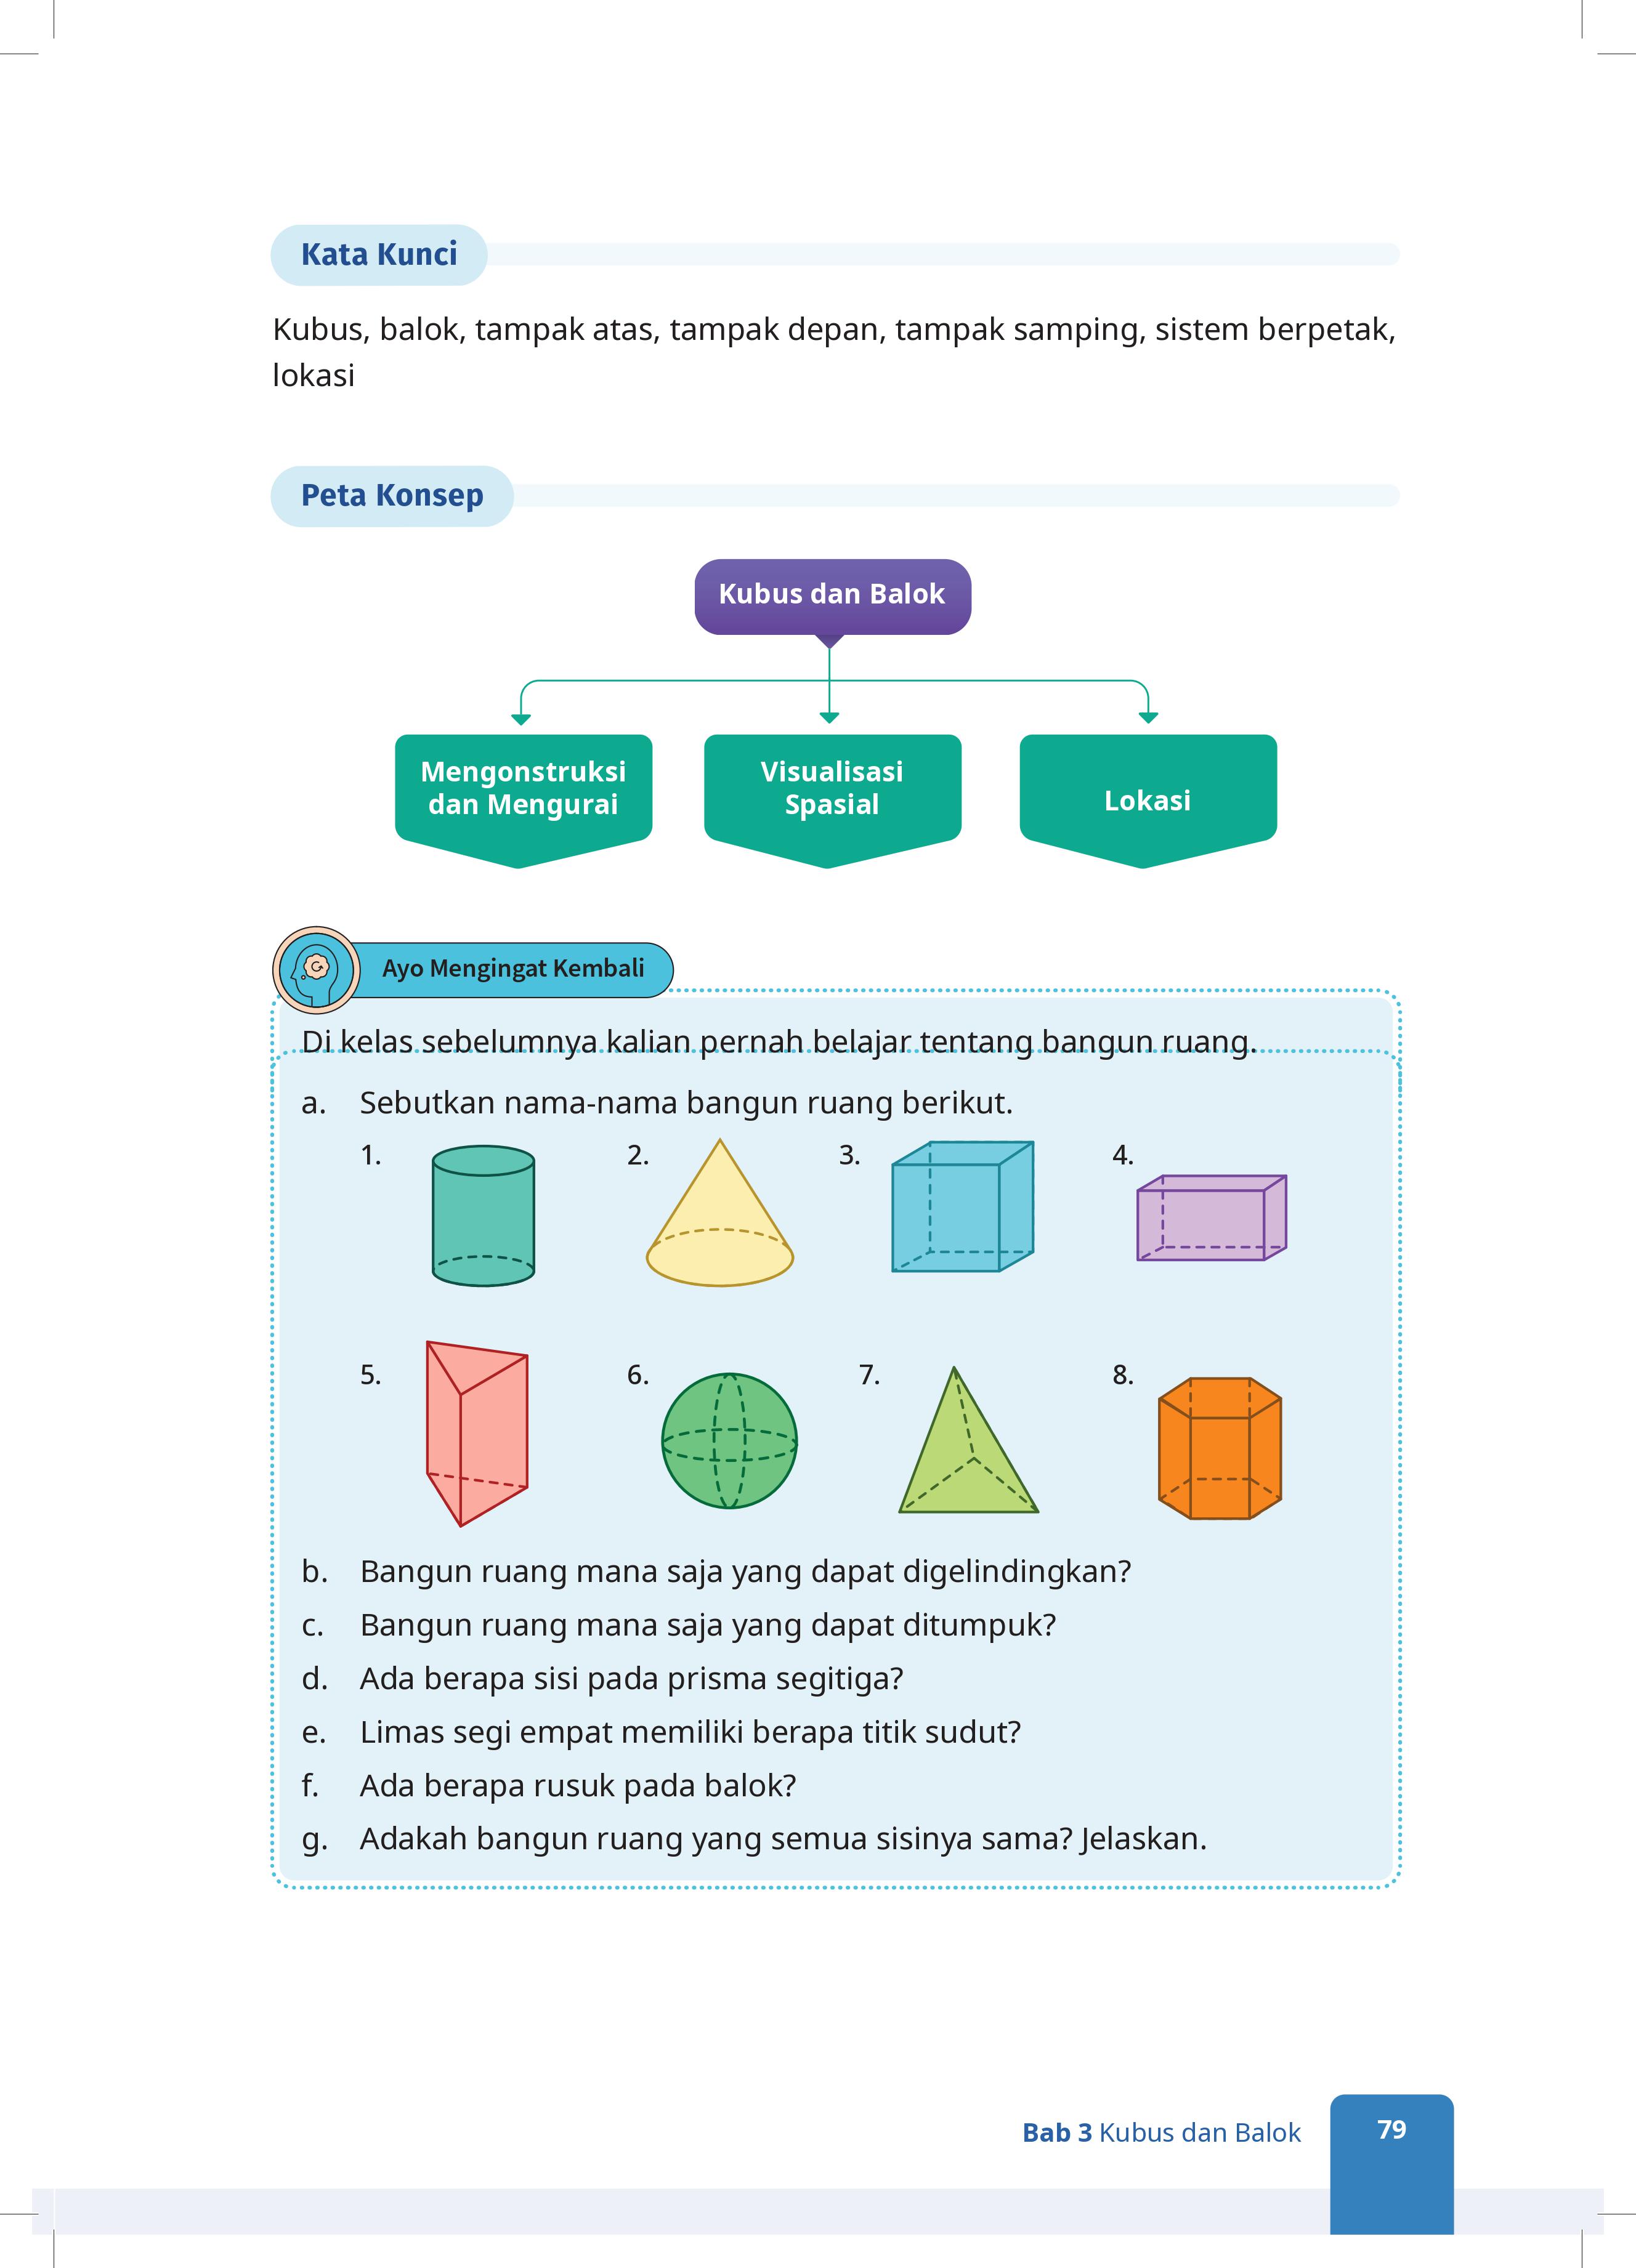 Kata Kunci
Kubus, balok, tampak atas, tampak depan, tampak samping, sistem berpetak,
lokasi
Peta Konsep
Kubus dan Balok
Mengonstruksi
dan Mengurai
Visualisasi
Spasial
Lokasi
Ayo Mengingat Kembali
Di kelas sebelumnya kalian pernah belajar tentang bangun ruang.
a. Sebutkan nama-nama bangun ruang berikut.
1. 2. 3. 4.
5. 6. 7. 8.
b. Bangun ruang mana saja yang dapat digelindingkan?
c. Bangun ruang mana saja yang dapat ditumpuk?
d. Ada berapa sisi pada prisma segitiga?
e. Limas segi empat memiliki berapa titik sudut?
f. Ada berapa rusuk pada balok?
g. Adakah bangun ruang yang semua sisinya sama? Jelaskan.
Bab 3 Kubus dan Balok 79